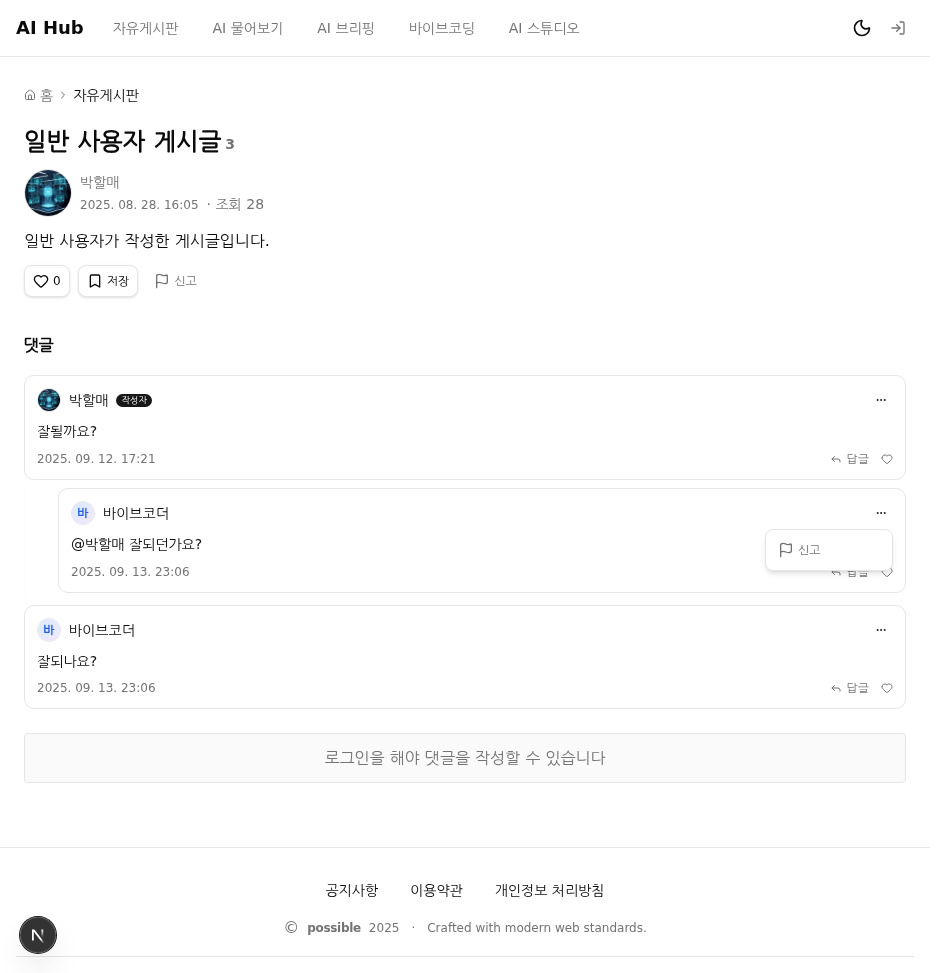 AI Hub 자유게시판 AI 물어보기 AI 브리핑 바이브코딩 AI 스튜디오
홈 자유게시판
일반 사용자 게시글 3
박할매
2025. 08. 28. 16:05 · 조회 28
일반 사용자가 작성한 게시글입니다.
0 저장 신고
댓글
박할매 작성자 ···
잘될까요?
2025. 09. 12. 17:21 답글
바 바이브코더 ···
@박할매 잘되던가요?
신고
2025. 09. 13. 23:06 답글
바 바이브코더 ···
잘되나요?
2025. 09. 13. 23:06 답글
로그인을 해야 댓글을 작성할 수 있습니다
공지사항 이용약관 개인정보 처리방침
© possible 2025 · Crafted with modern web standards.
N